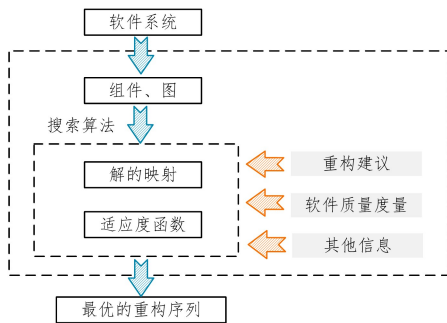 软件系统
组件、图
搜索算法
解的映射
重构建议
软件质量度量
适应度函数
其他信息
最优的重构序列